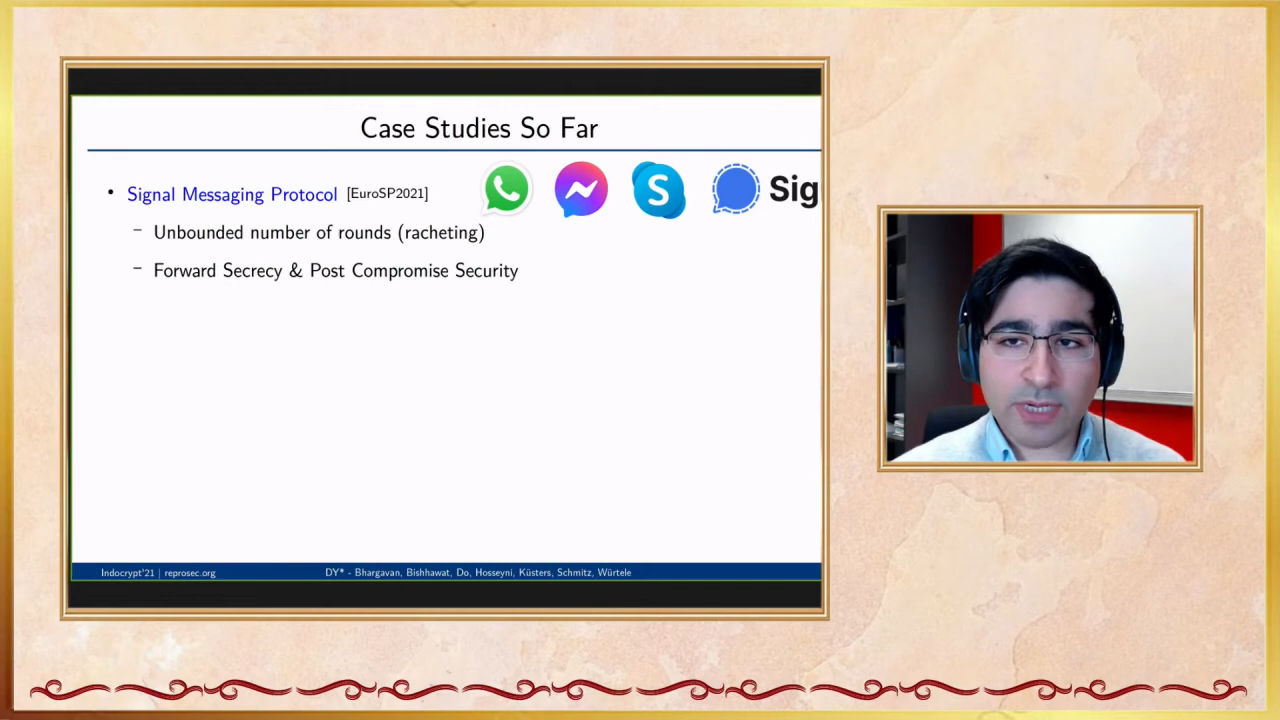 Case Studies So Far
• Signal Messaging Protocol [EuroSP2021]
Sig
– Unbounded number of rounds (racheting)
– Forward Secrecy & Post Compromise Security
Indocrypt'21 | reprosec.org
DY* - Bhargavan, Bishhawat, Do, Hosseyni, Küsters, Schmitz, Würtele